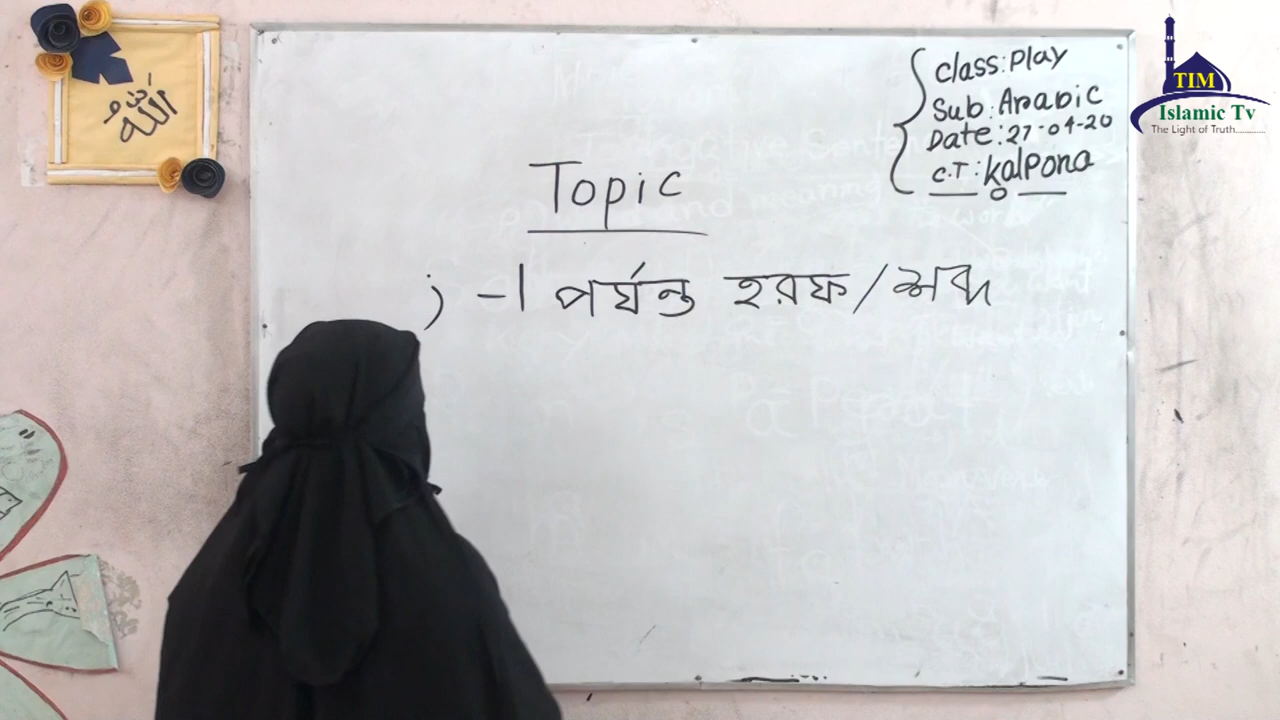 الله
class: Play
Sub: Arabic
Date: 27-04-20
C.T: Kalpona
Topic
ز -ا পর্যন্ত হরফ/শব্দ
TIM
Islamic Tv
The Light of Truth.............